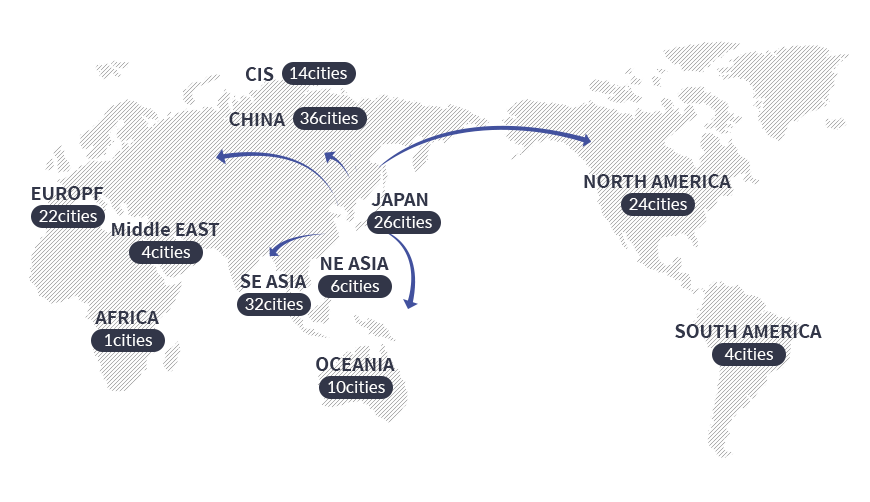 CIS 14cities
CHINA 36cities
EUROPF
22cities
Middle EAST
4cities
JAPAN
26cities
NORTH AMERICA
24cities
SE ASIA
32cities
NE ASIA
6cities
AFRICA
1cities
OCEANIA
10cities
SOUTH AMERICA
4cities